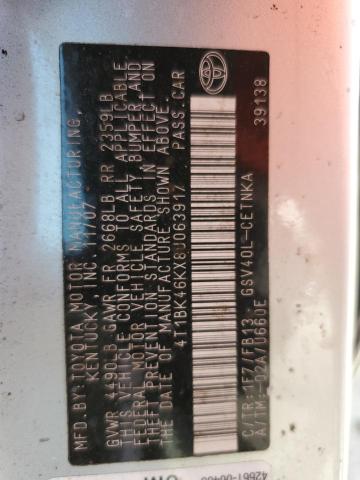 MFD BY: TOYOTA MOTOR MANUFACTURING,
KENTUCKY, INC. 11/07
GVWR 4490LB GAWR FR 2668LB RR 2359LB
THIS VEHICLE CONFORMS TO ALL APPLICABLE
FEDERAL MOTOR VEHICLE SAFETY, BUMPER, AND
THEFT PREVENTION STANDARDS IN EFFECT ON
THE DATE OF MANUFACTURE SHOWN ABOVE.
4T1BK46KX8U063917 PASS.CAR
TOYOTA
C/TR: 1F7/FB13 GSV40L-CETNKA
A/TM: -02A/U660E 39138